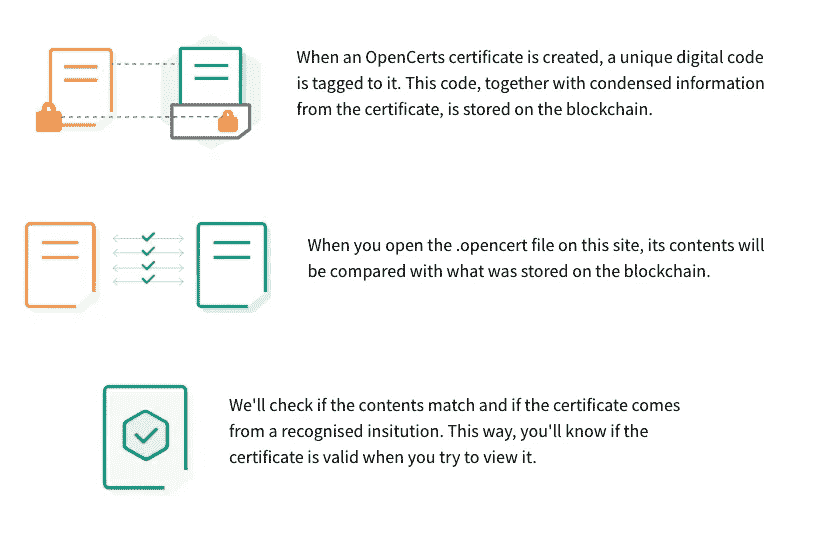 When an OpenCerts certificate is created, a unique digital code
is tagged to it. This code, together with condensed information
from the certificate, is stored on the blockchain.
When you open the .opencert file on this site, its contents will
be compared with what was stored on the blockchain.
We'll check if the contents match and if the certificate comes
from a recognised insitution. This way, you'll know if the
certificate is valid when you try to view it.